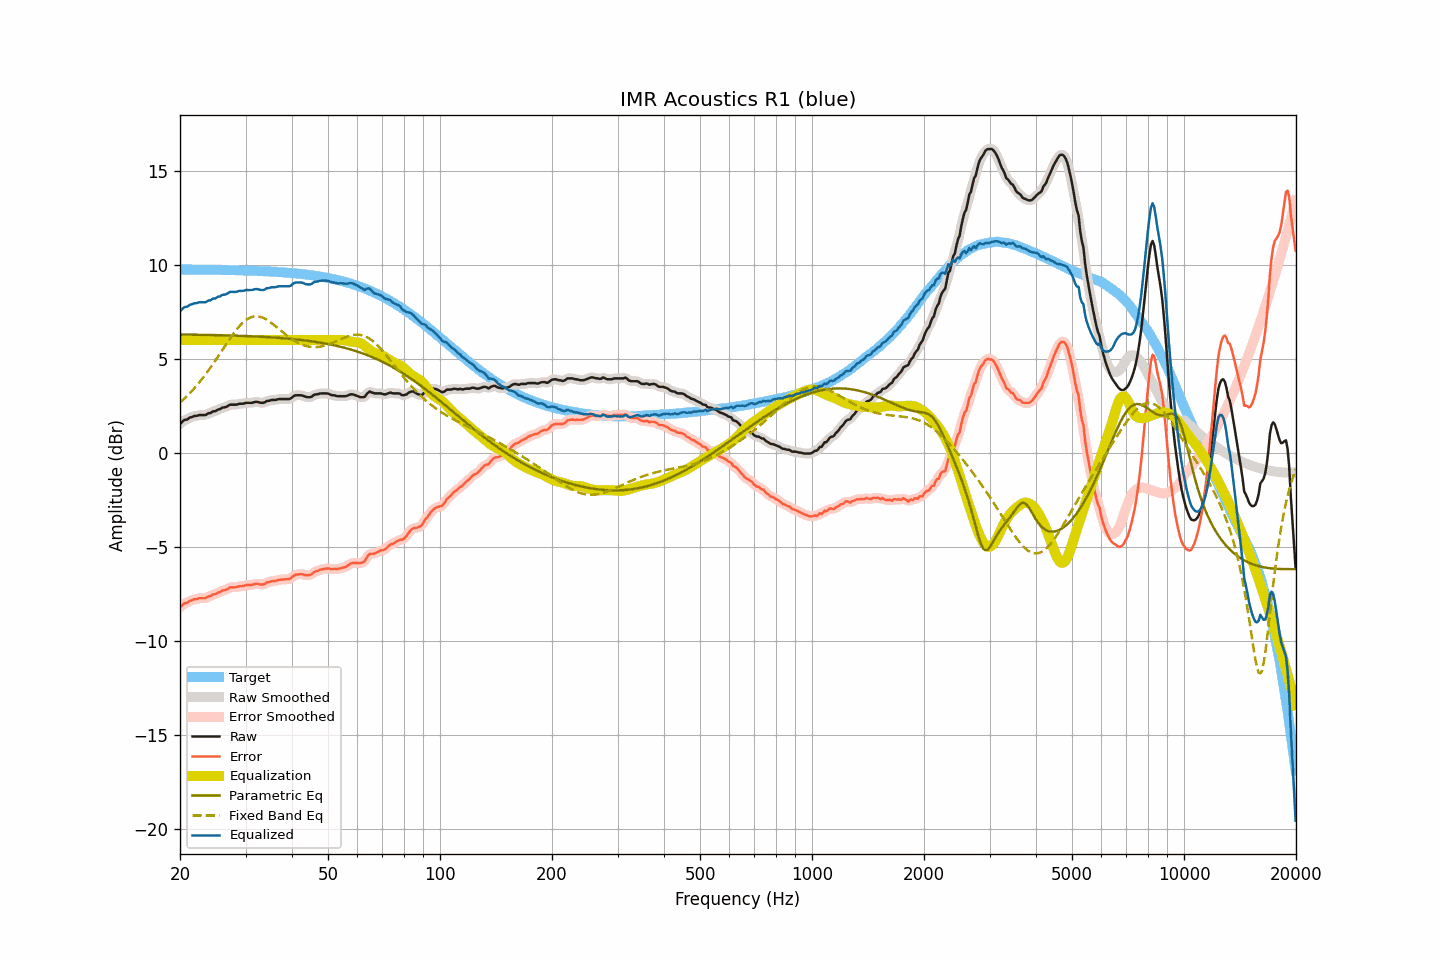 IMR Acoustics R1 (blue)
15
10
5
0
−5
−10
−15
−20
Amplitude (dBr)
Target
Raw Smoothed
Error Smoothed
Raw
Error
Equalization
Parametric Eq
Fixed Band Eq
Equalized
20 50 100 200 500 1000 2000 5000 10000 20000
Frequency (Hz)